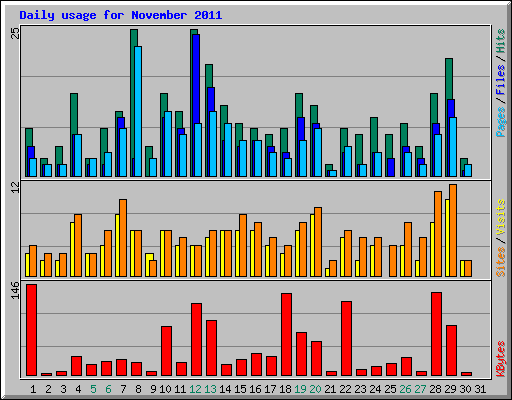 Daily usage for November 2011
25
Pages / Files / Hits
12
Sites / Visits
146
KBytes
1 2 3 4 5 6 7 8 9 10 11 12 13 14 15 16 17 18 19 20 21 22 23 24 25 26 27 28 29 30 31